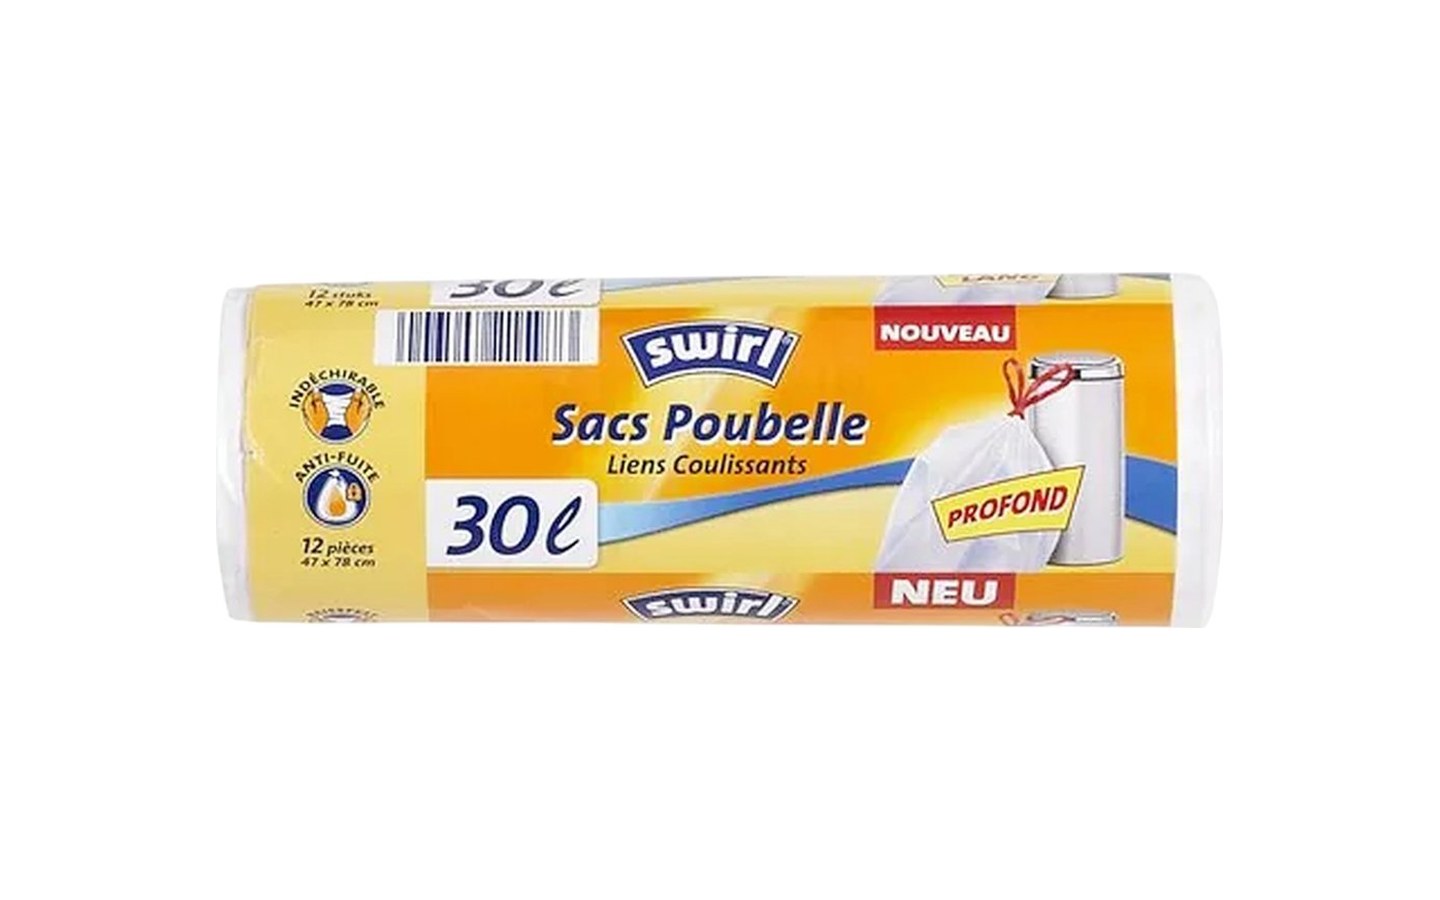 12 stuks
47 x 78 cm
30ℓ
LANG
swirl
NOUVEAU
INDÉCHIRABLE
Sacs Poubelle
Liens Coulissants
ANTI-FUITE
PROFOND
30ℓ
12 pièces
47 x 78 cm
swirl
NEU